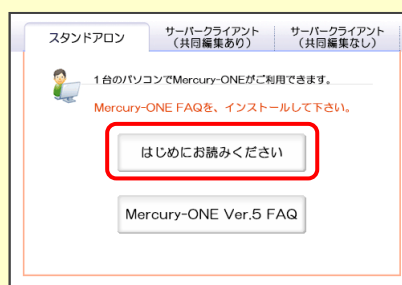 スタンドアロン
サーバークライアント
（共同編集あり）
サーバークライアント
（共同編集なし）
1台のパソコンでMercury-ONEがご利用できます。
Mercury-ONE FAQを、インストールして下さい。
はじめにお読みください
Mercury-ONE Ver.5 FAQ